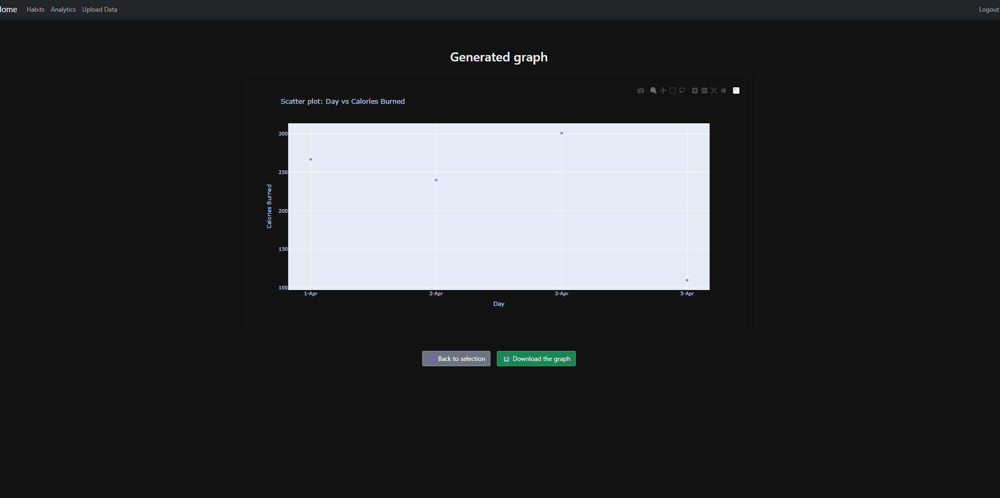 Home Habits Analytics Upload Data Logout
Generated graph
Scatter plot: Day vs Calories Burned
300
250
200
150
100
Calories Burned
1-Apr 2-Apr 3-Apr 5-Apr
Day
Back to selection Download the graph